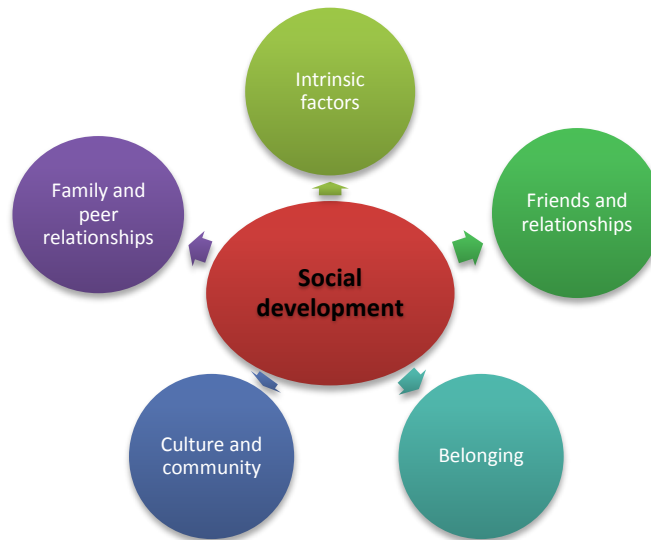 Intrinsic
factors
Friends and
relationships
Belonging
Culture and
community
Family and
peer
relationships
Social
development